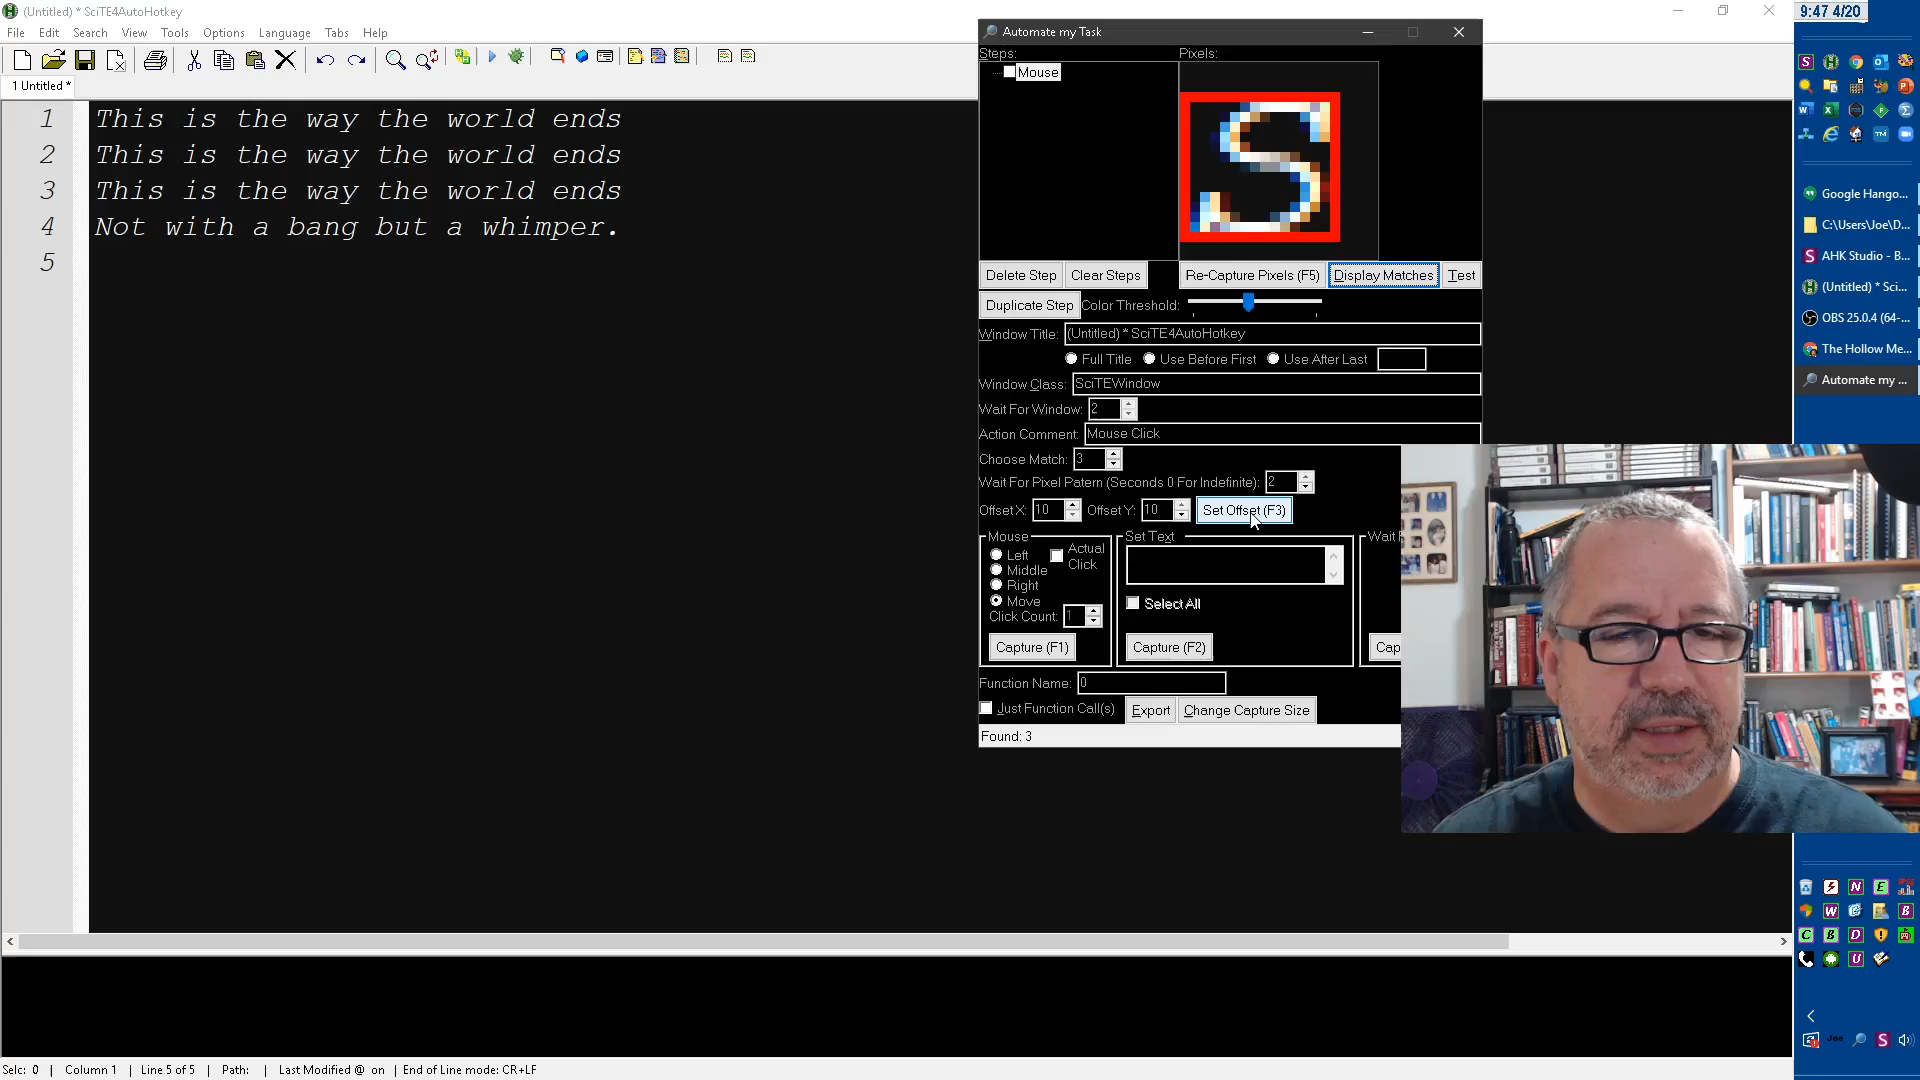 (Untitled) * SciTE4AutoHotkey
File Edit Search View Tools Options Language Tabs Help
1 Untitled *
1 This is the way the world ends
2 This is the way the world ends
3 This is the way the world ends
4 Not with a bang but a whimper.
5
Selc: 0 | Column 1 | Line 5 of 5 | Path: | Last Modified @ on | End of Line mode: CR+LF
Automate my Task
Steps: Pixels:
Mouse
Delete Step Clear Steps Re-Capture Pixels (F5) Display Matches Test
Duplicate Step Color Threshold:
Window Title: (Untitled) * SciTE4AutoHotkey
Full Title Use Before First Use After Last
Window Class: SciTEWindow
Wait For Window: 2
Action Comment: Mouse Click
Choose Match: 3
Wait For Pixel Patern (Seconds 0 For Indefinite): 2
Offset X: 10 Offset Y: 10 Set Offset (F3)
Mouse Set Text Wait
Left Actual Click
Middle
Right
Move Select All
Click Count: 1
Capture (F1) Capture (F2) Cap
Function Name: 0
Just Function Call(s) Export Change Capture Size
Found: 3
9:47 4/20
Google Hango...
C:\Users\Joe\D...
AHK Studio - B...
(Untitled) * Sci...
OBS 25.0.4 (64-...
The Hollow Me...
Automate my ...
Joe